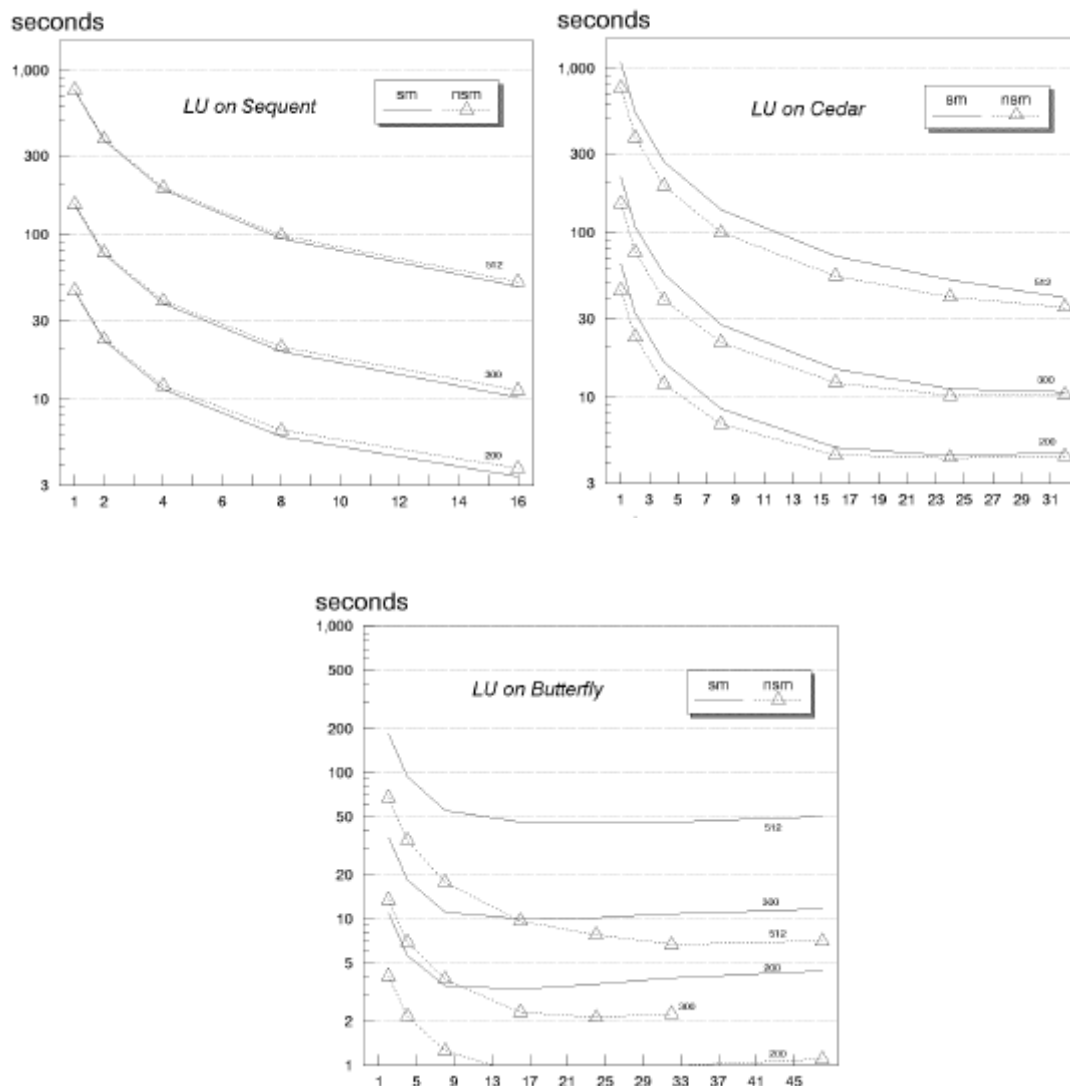 seconds
1,000
300
100
30
10
3
LU on Sequent
sm nsm
512
300
200
1 2 4 6 8 10 12 14 16
seconds
1,000
300
100
30
10
3
LU on Cedar
sm nsm
512
300
200
1 3 5 7 9 11 13 15 17 19 21 23 25 27 29 31
seconds
1,000
500
200
100
50
20
10
5
2
1
LU on Butterfly
sm nsm
512
300
512
200
300
200
1 5 9 13 17 21 25 29 33 37 41 45